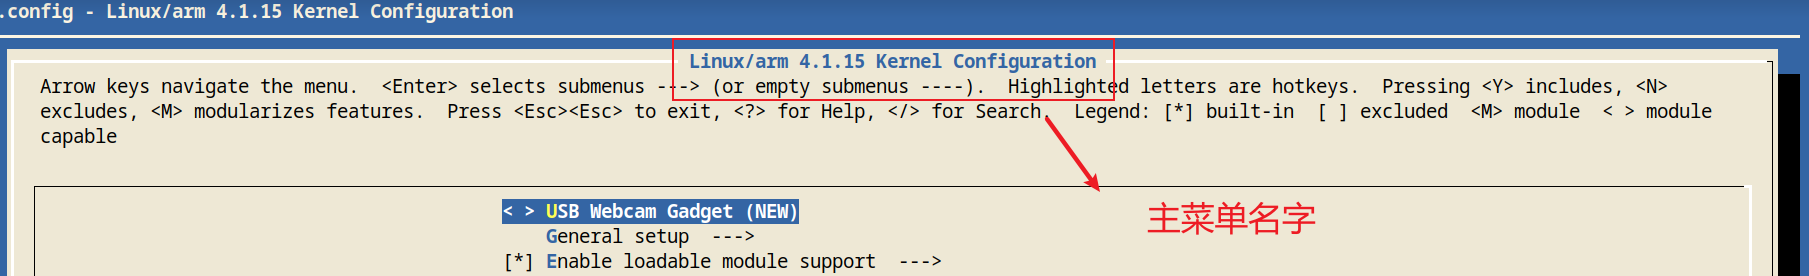 .config - Linux/arm 4.1.15 Kernel Configuration
Linux/arm 4.1.15 Kernel Configuration
Arrow keys navigate the menu.  <Enter> selects submenus ---> (or empty submenus ----).  Highlighted letters are hotkeys.  Pressing <Y> includes, <N>
excludes, <M> modularizes features.  Press <Esc><Esc> to exit, <?> for Help, </> for Search.  Legend: [*] built-in  [ ] excluded  <M> module  < > module
capable
< > USB Webcam Gadget (NEW)
General setup  --->
[*] Enable loadable module support  --->
主菜单名字